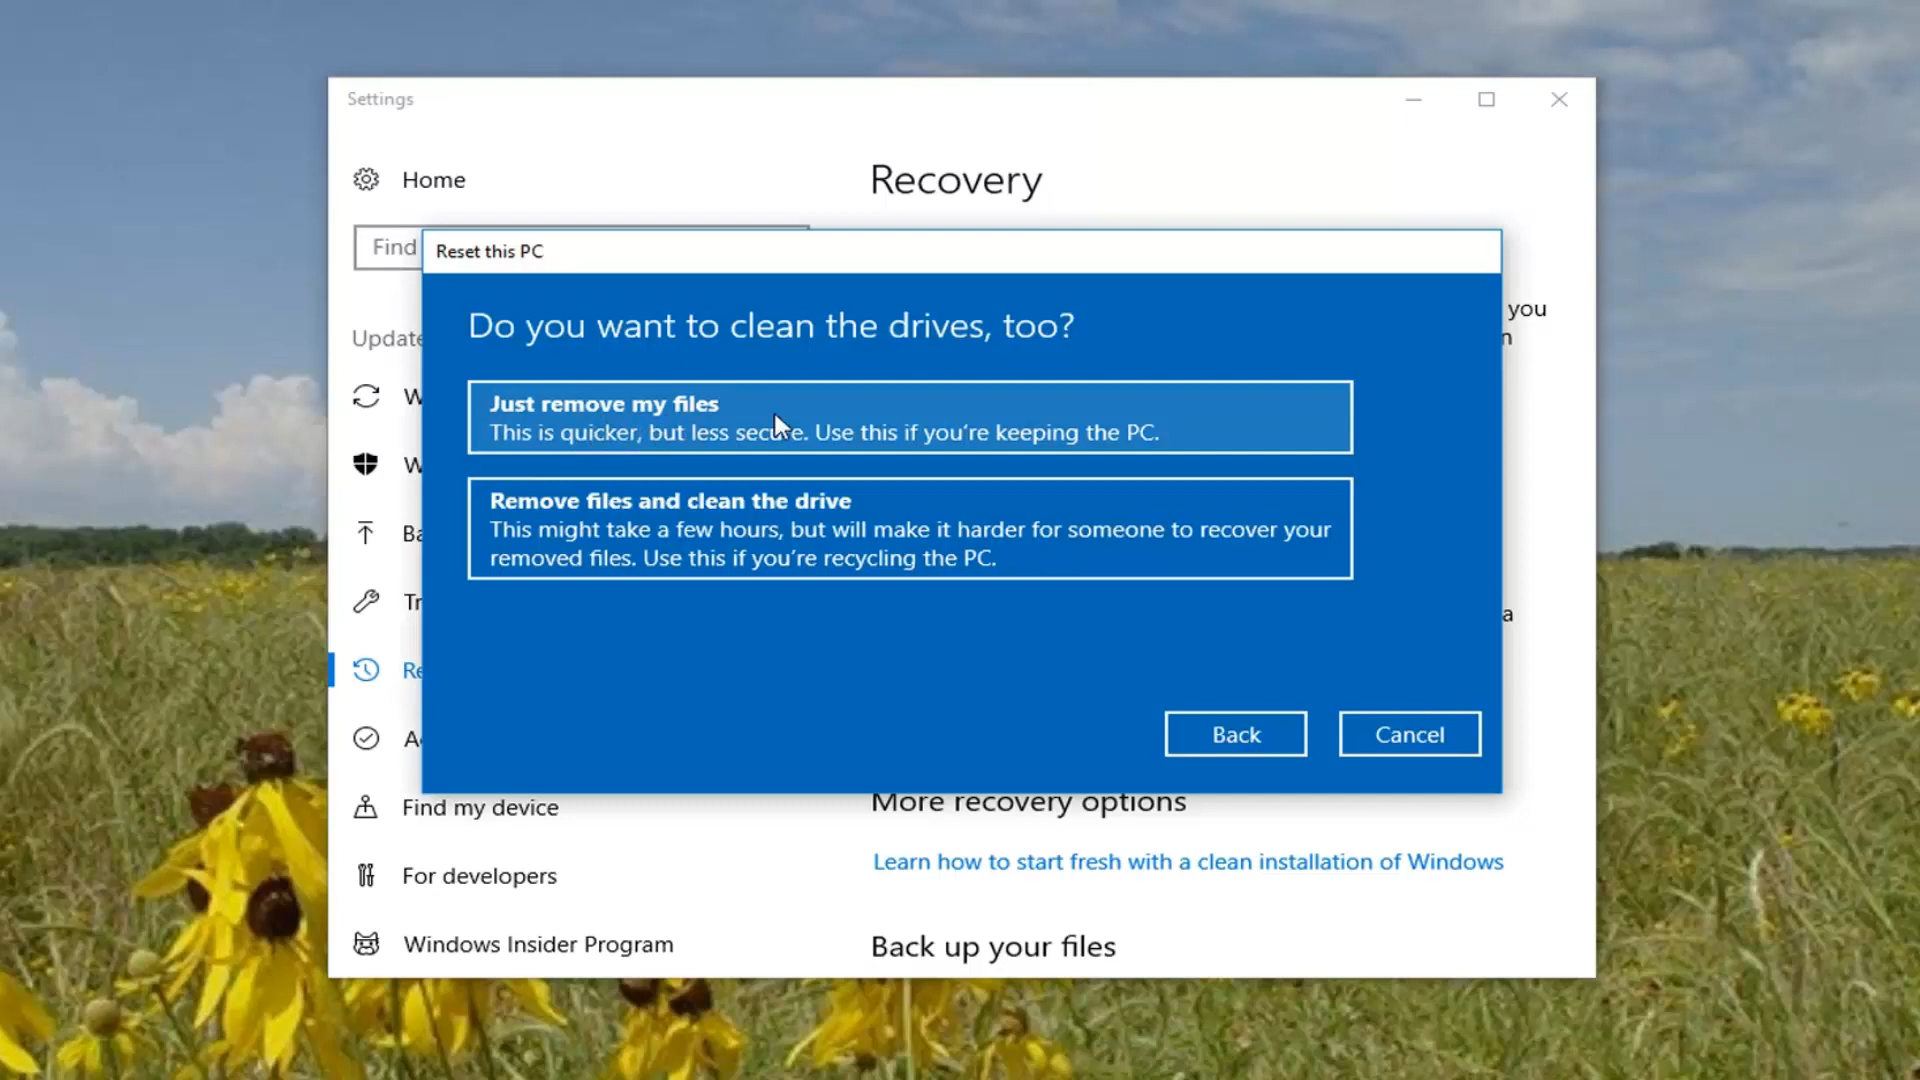 Settings
Home
Recovery
Find
Reset this PC
Do you want to clean the drives, too?
you
n
Update
Just remove my files
This is quicker, but less secure. Use this if you're keeping the PC.
W
W
Remove files and clean the drive
This might take a few hours, but will make it harder for someone to recover your
removed files. Use this if you're recycling the PC.
Ba
Tr
a
Re
Back
Cancel
Ac
Find my device
More recovery options
For developers
Learn how to start fresh with a clean installation of Windows
Windows Insider Program
Back up your files